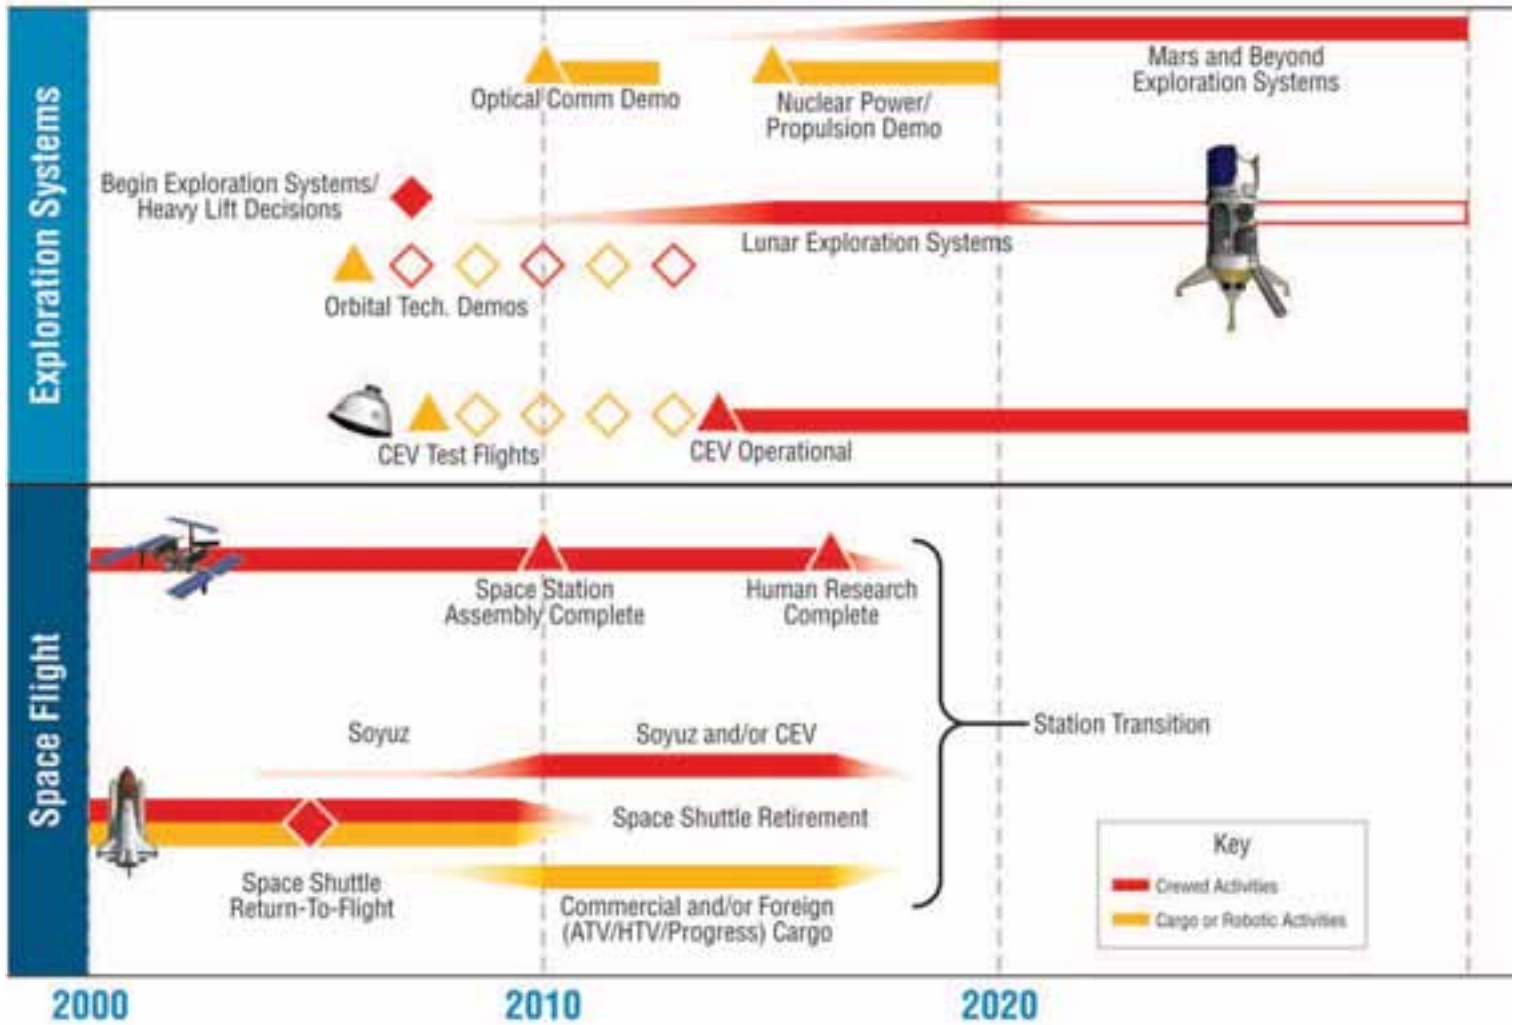 Exploration Systems
Optical Comm Demo
Nuclear Power/
Propulsion Demo
Mars and Beyond
Exploration Systems
Begin Exploration Systems/
Heavy Lift Decisions
Lunar Exploration Systems
Orbital Tech. Demos
CEV Test Flights
CEV Operational
Space Flight
Space Station
Assembly Complete
Human Research
Complete
Soyuz
Soyuz and/or CEV
Station Transition
Space Shuttle Retirement
Space Shuttle
Return-To-Flight
Commercial and/or Foreign
(ATV/HTV/Progress) Cargo
Key
Crewed Activities
Cargo or Robotic Activities
2000
2010
2020